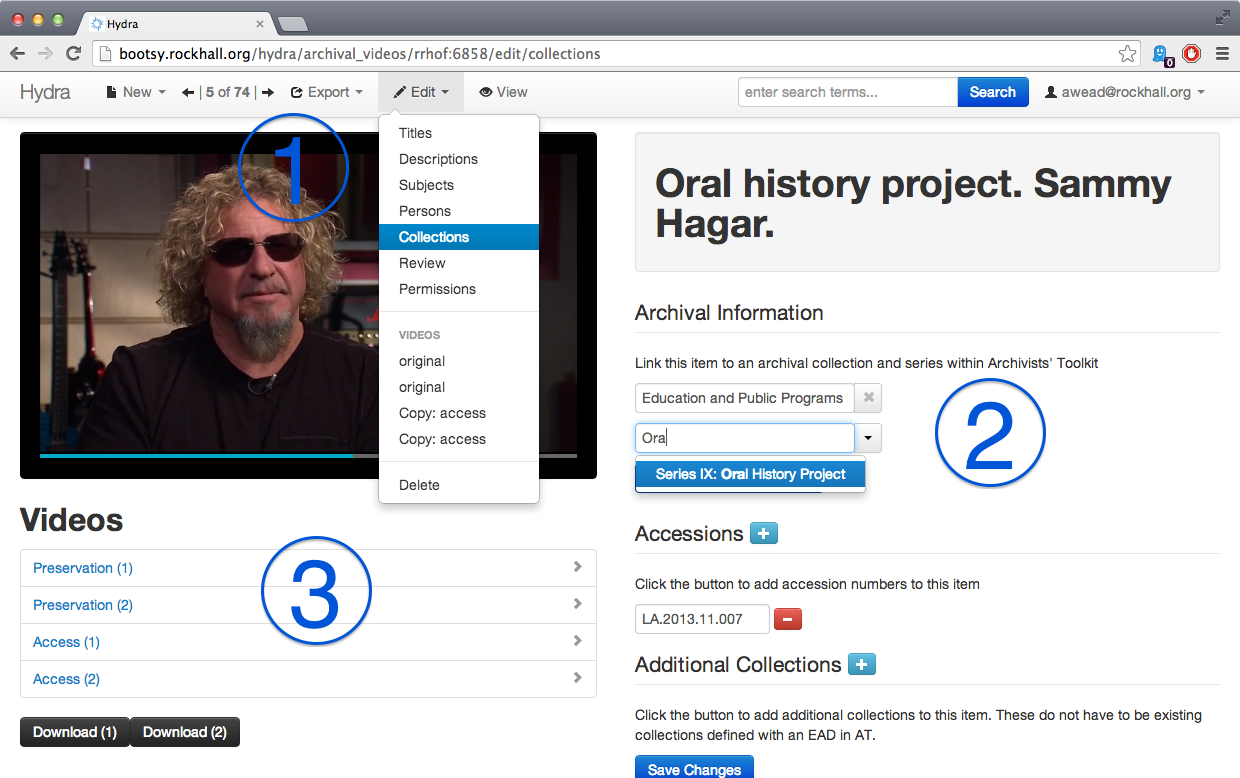 Hydra
bootsy.rockhall.org/hydra/archival_videos/rrhof:6858/edit/collections
0
Hydra New | 5 of 74 | Export Edit View enter search terms... Search awead@rockhall.org
1
Titles
Descriptions
Subjects
Persons
Collections
Review
Permissions
VIDEOS
original
original
Copy: access
Copy: access
Delete
Oral history project. Sammy
Hagar.
Archival Information
Link this item to an archival collection and series within Archivists' Toolkit
Education and Public Programs
Ora
Series IX: Oral History Project
2
Videos
Preservation (1)
Preservation (2)
Access (1)
Access (2)
3
Download (1) Download (2)
Accessions
Click the button to add accession numbers to this item
LA.2013.11.007
Additional Collections
Click the button to add additional collections to this item. These do not have to be existing
collections defined with an EAD in AT.
Save Changes